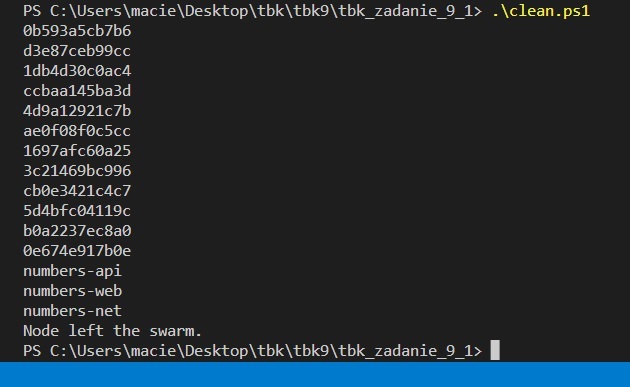 PS C:\Users\macie\Desktop\tbk\tbk9\tbk_zadanie_9_1> .\clean.ps1
0b593a5cb7b6
d3e87ceb99cc
1db4d30c0ac4
ccbaa145ba3d
4d9a12921c7b
ae0f08f0c5cc
1697afc60a25
3c21469bc996
cb0e3421c4c7
5d4bfc04119c
b0a2237ec8a0
0e674e917b0e
numbers-api
numbers-web
numbers-net
Node left the swarm.
PS C:\Users\macie\Desktop\tbk\tbk9\tbk_zadanie_9_1>